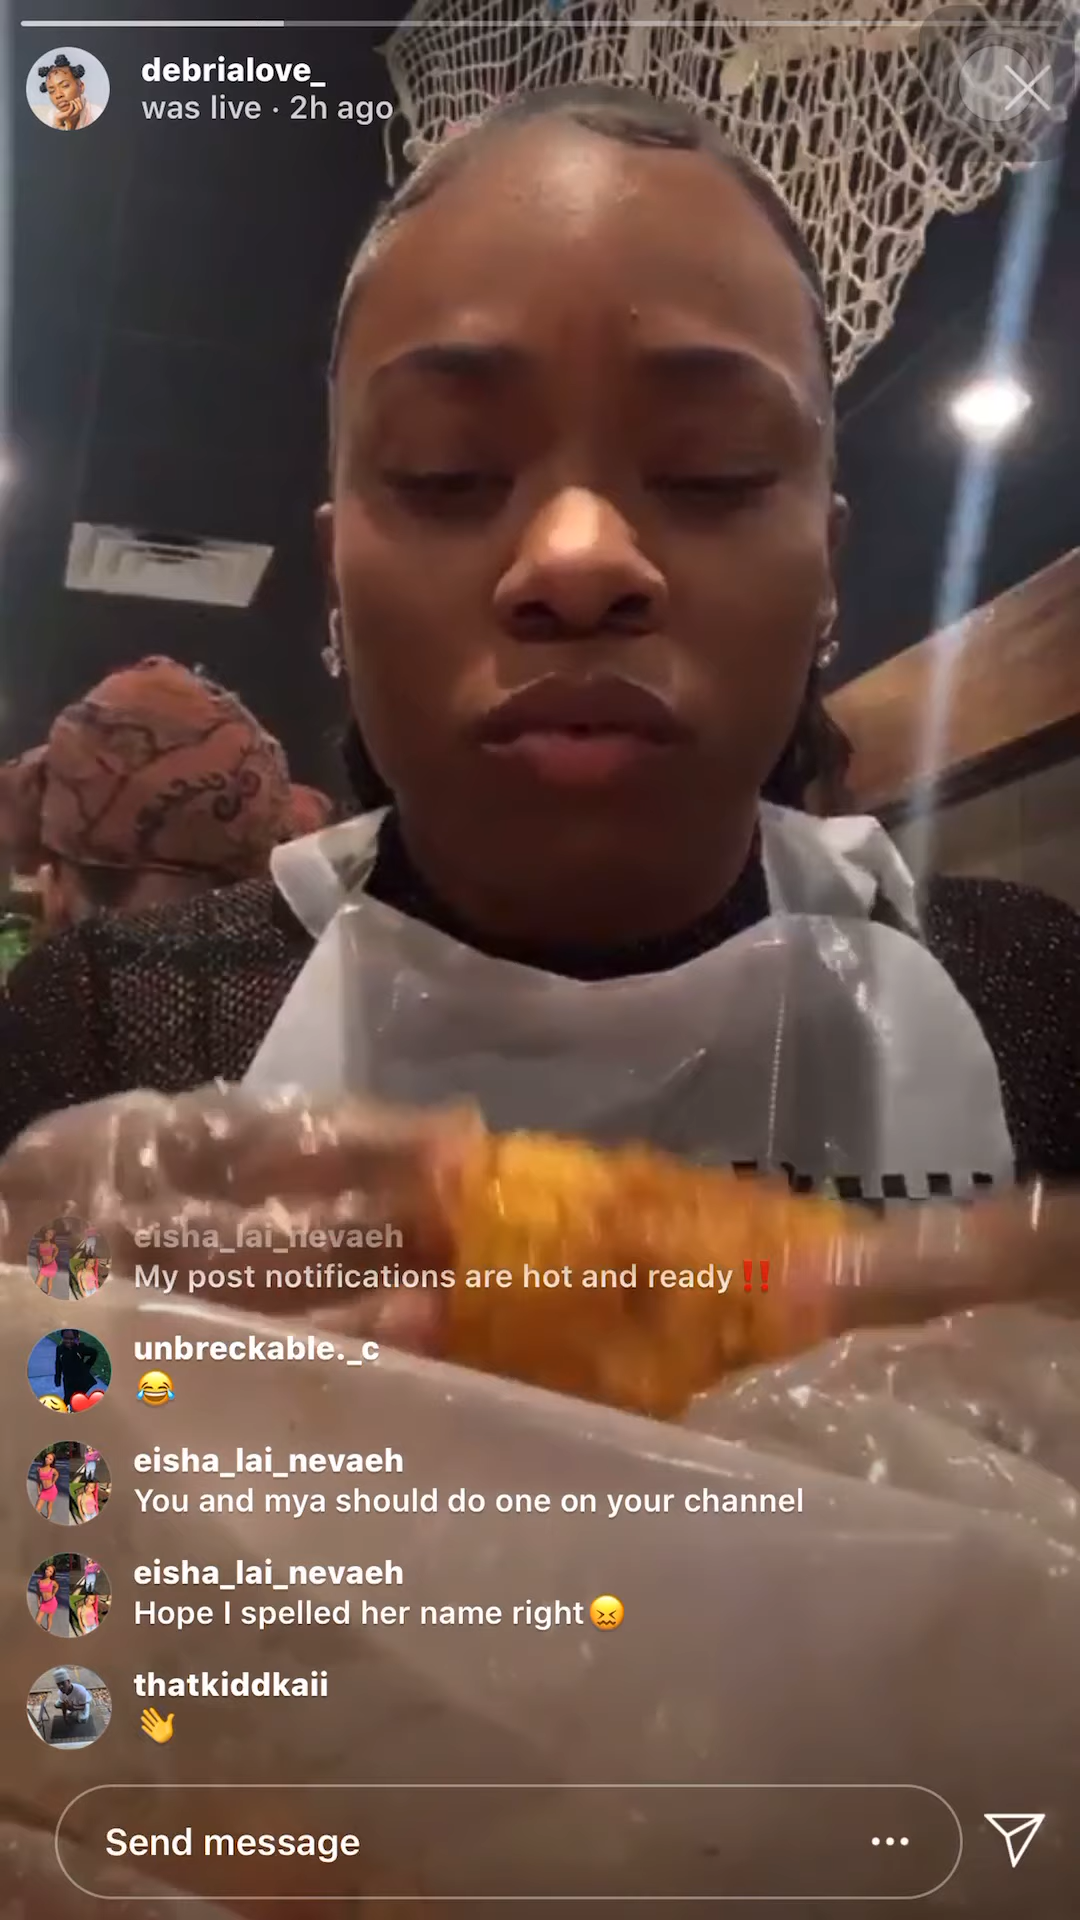 debrialove_
was live · 2h ago
eisha_lai_nevaeh
My post notifications are hot and ready‼️
unbreckable._c
😂
eisha_lai_nevaeh
You and mya should do one on your channel
eisha_lai_nevaeh
Hope I spelled her name right😖
thatkiddkaii
👋
Send message